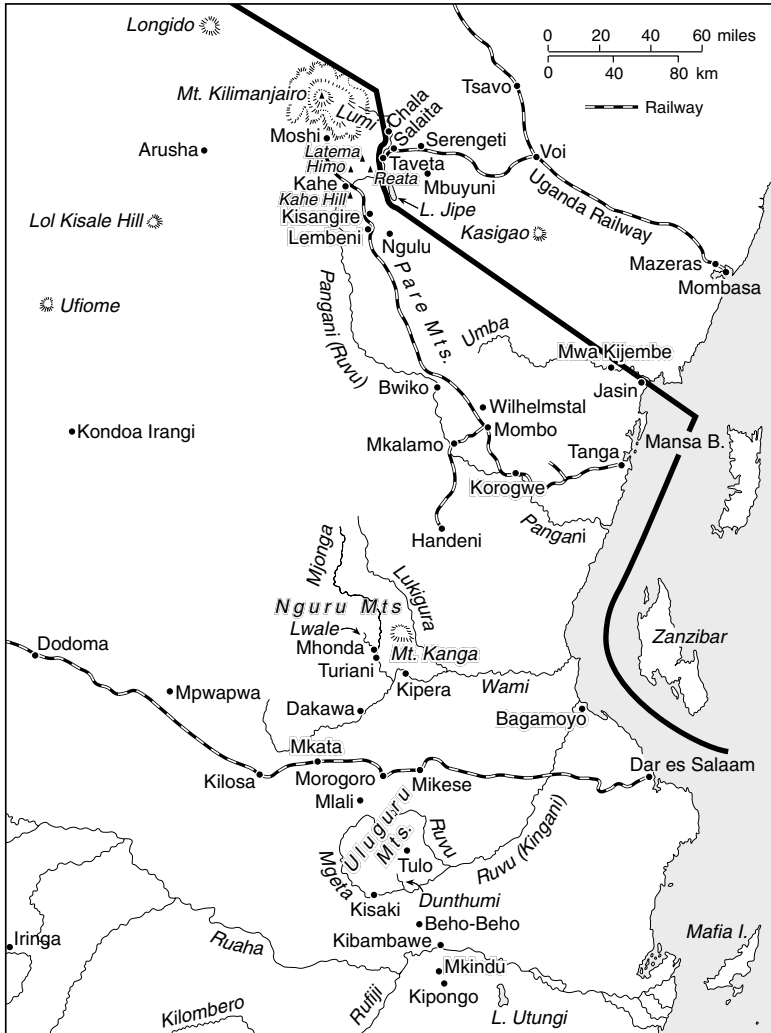 Longido
0 20 40 60 miles
0 40 80 km
Railway
Tsavo
Mt. Kilimanjairo
Lumi
Chala
Salaita
Moshi
Serengeti
Voi
Arusha
Latema
Himo
Taveta
Reata
Mbuyuni
Kahe
Kahe Hill
L. Jipe
Uganda Railway
Lol Kisale Hill
Kisangire
Lembeni
Ngulu
Kasigao
Mazeras
Mombasa
Pare Mts.
Pangani (Ruvu)
Ufiome
Umba
Mwa Kijembe
Bwiko
Jasin
Wilhelmstal
Kondoa Irangi
Mombo
Mkalamo
Tanga
Mansa B.
Korogwe
Pangani
Handeni
Mjonga
Lukigura
Nguru Mts
Lwale
Zanzibar
Dodoma
Mhonda
Mt. Kanga
Turiani
Kipera
Wami
Mpwapwa
Dakawa
Bagamoyo
Mkata
Dar es Salaam
Kilosa
Morogoro
Mikese
Mlali
Uluguru
Mts.
Ruvu
Ruvu (Kingani)
Tulo
Mgeta
Dunthumi
Kisaki
Beho-Beho
Mafia I.
Iringa
Ruaha
Kibambawe
Mkindu
Kipongo
Rufiji
L. Utungi
Kilombero